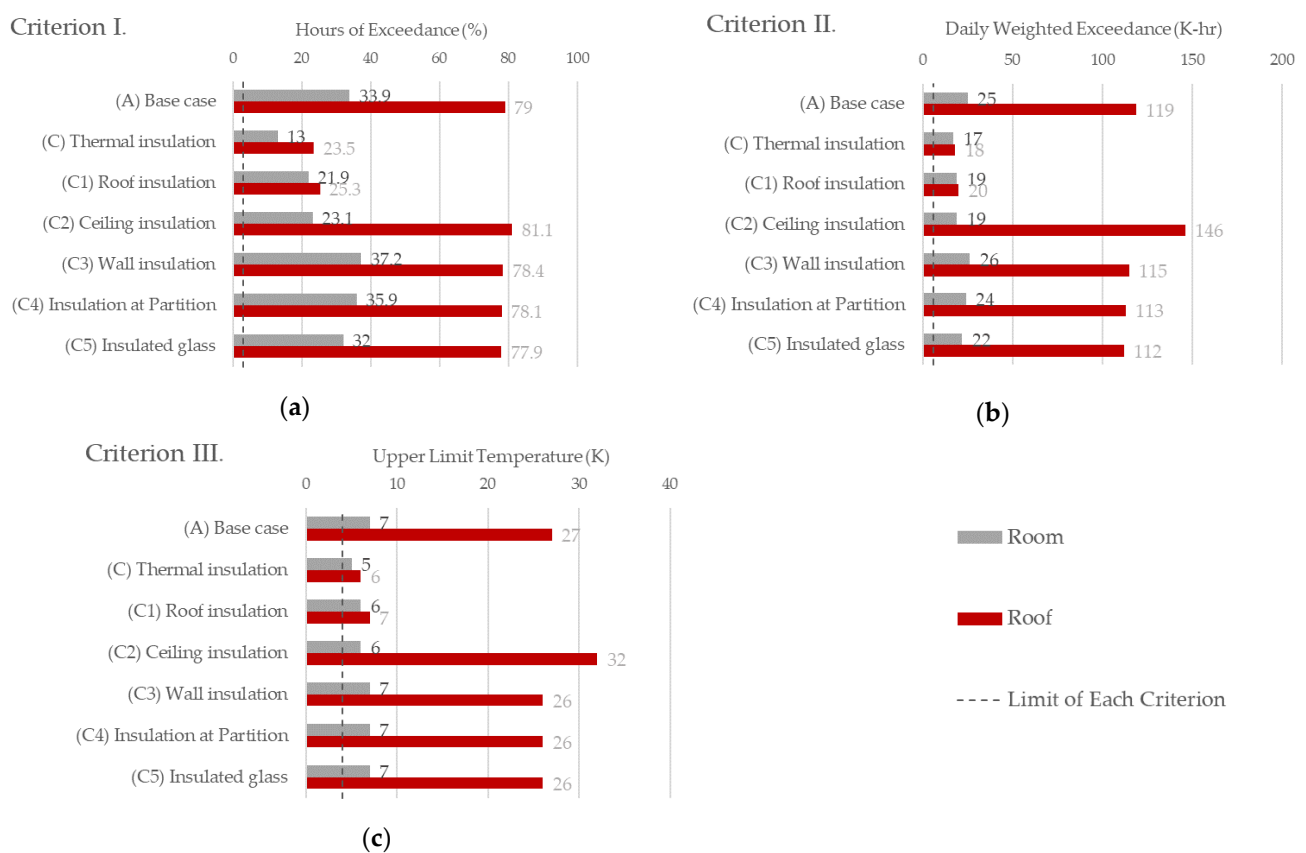 Criterion I.
Hours of Exceedance (%)
0 20 40 60 80 100
(A) Base case 33.9 79
(C) Thermal insulation 13 23.5
(C1) Roof insulation 21.9 25.3
(C2) Ceiling insulation 23.1 81.1
(C3) Wall insulation 37.2 78.4
(C4) Insulation at Partition 35.9 78.1
(C5) Insulated glass 32 77.9
(a)
Criterion II.
Daily Weighted Exceedance (K-hr)
0 50 100 150 200
(A) Base case 25 119
(C) Thermal insulation 17 18
(C1) Roof insulation 19 20
(C2) Ceiling insulation 19 146
(C3) Wall insulation 26 115
(C4) Insulation at Partition 24 113
(C5) Insulated glass 22 112
(b)
Criterion III.
Upper Limit Temperature (K)
0 10 20 30 40
(A) Base case 7 27
(C) Thermal insulation 5 6
(C1) Roof insulation 6 7
(C2) Ceiling insulation 6 32
(C3) Wall insulation 7 26
(C4) Insulation at Partition 7 26
(C5) Insulated glass 7 26
(c)
Room
Roof
Limit of Each Criterion